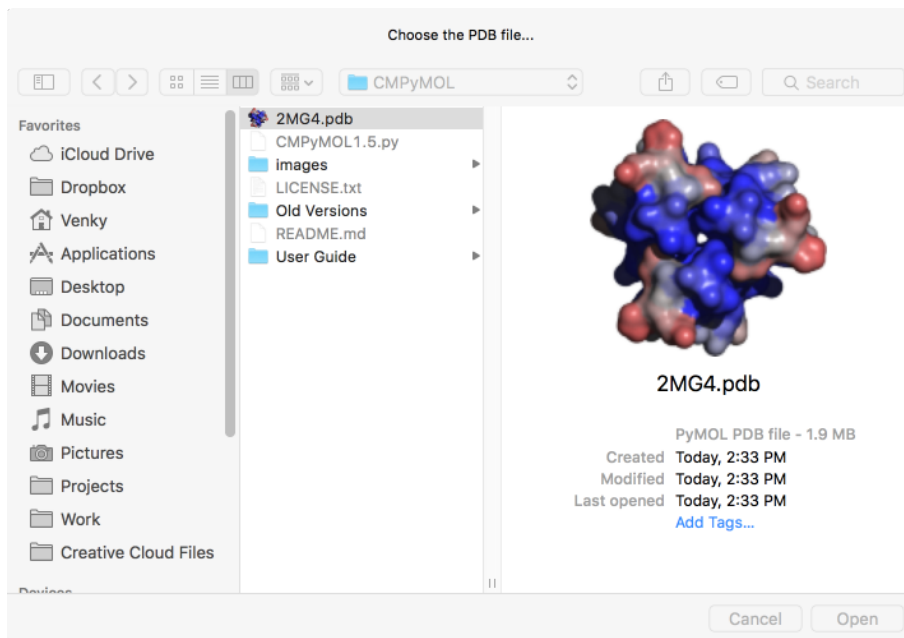 Choose the PDB file...
CMPyMOL
Search
Favorites
iCloud Drive
Dropbox
Venky
Applications
Desktop
Documents
Downloads
Movies
Music
Pictures
Projects
Work
Creative Cloud Files
Devices
2MG4.pdb
CMPyMOL1.5.py
images
LICENSE.txt
Old Versions
README.md
User Guide
2MG4.pdb
PyMOL PDB file - 1.9 MB
Created Today, 2:33 PM
Modified Today, 2:33 PM
Last opened Today, 2:33 PM
Add Tags...
Cancel
Open